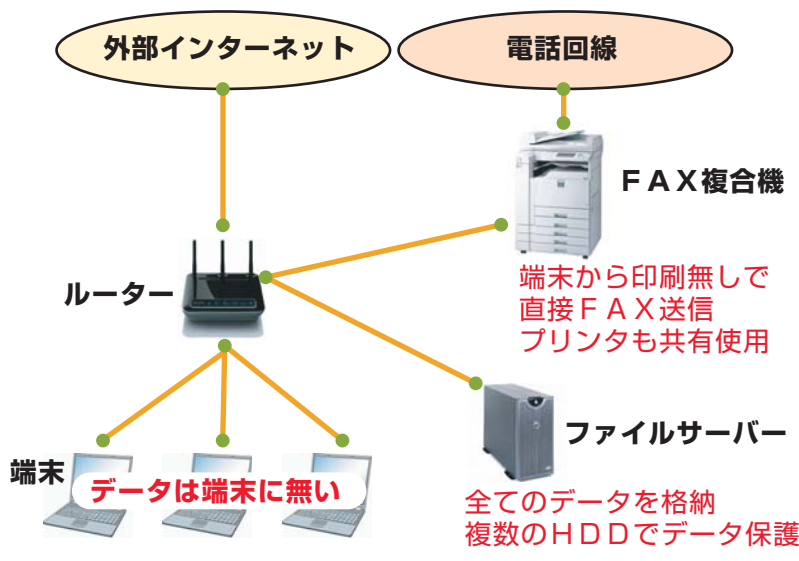 外部インターネット
電話回線
ＦＡＸ複合機
端末から印刷無しで
直接ＦＡＸ送信
プリンタも共有使用
ルーター
ファイルサーバー
端末
データは端末に無い
全てのデータを格納
複数のＨＤＤでデータ保護